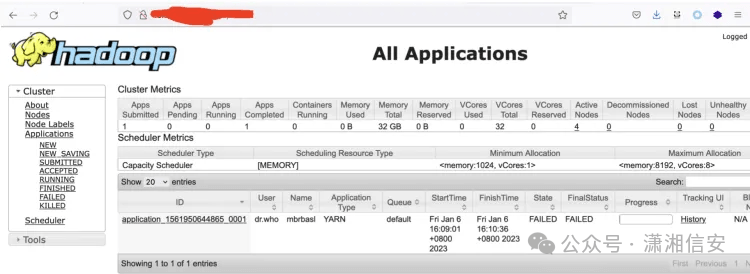 Logged
hadoop
All Applications
Cluster
About
Nodes
Node Labels
Applications
NEW
NEW_SAVING
SUBMITTED
ACCEPTED
RUNNING
FINISHED
FAILED
KILLED
Scheduler
Tools
Cluster Metrics
Apps Submitted Apps Pending Apps Running Apps Completed Containers Running Memory Used Memory Total Memory Reserved VCores Used VCores Total VCores Reserved Active Nodes Decommissioned Nodes Lost Nodes Unhealthy Nodes
1 0 0 1 0 0 B 32 GB 0 B 0 32 0 4 0 0 0
Scheduler Metrics
Scheduler Type Scheduling Resource Type Minimum Allocation Maximum Allocation
Capacity Scheduler [MEMORY] <memory:1024, vCores:1> <memory:8192, vCores:8>
Show 20 entries Search:
ID User Name Application Type Queue StartTime FinishTime State FinalStatus Progress Tracking UI
application_1561950644865_0001 dr.who mbrbasl YARN default Fri Jan 6 16:09:01 +0800 2023 Fri Jan 6 16:10:36 +0800 2023 FAILED FAILED History N/A
Showing 1 to 1 of 1 entries First Previous 1
公众号 · 潇湘信安